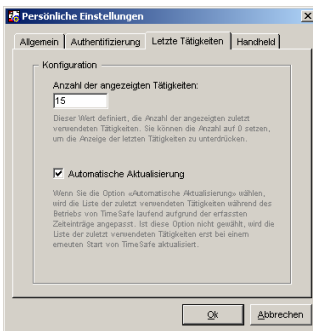 Persönliche Einstellungen
Allgemein Authentifizierung Letzte Tätigkeiten Handheld
Konfiguration
Anzahl der angezeigten Tätigkeiten:
15
Dieser Wert definiert, die Anzahl der angezeigten zuletzt
verwendeten Tätigkeiten. Sie können die Anzahl auf 0 setzen,
um die Anzeige der letzten Tätigkeiten zu unterdrücken.
Automatische Aktualisierung
Wenn Sie die Option «Automatische Aktualisierung» wählen,
wird die Liste der zuletzt verwendeten Tätigkeiten während des
Betriebs von TimeSafe laufend aufgrund der erfassten
Zeiteinträge angepasst. Ist diese Option nicht gewählt, wird die
Liste der zuletzt verwendeten Tätigkeiten erst bei einem
erneuten Start von TimeSafe aktualisiert.
Ok Abbrechen